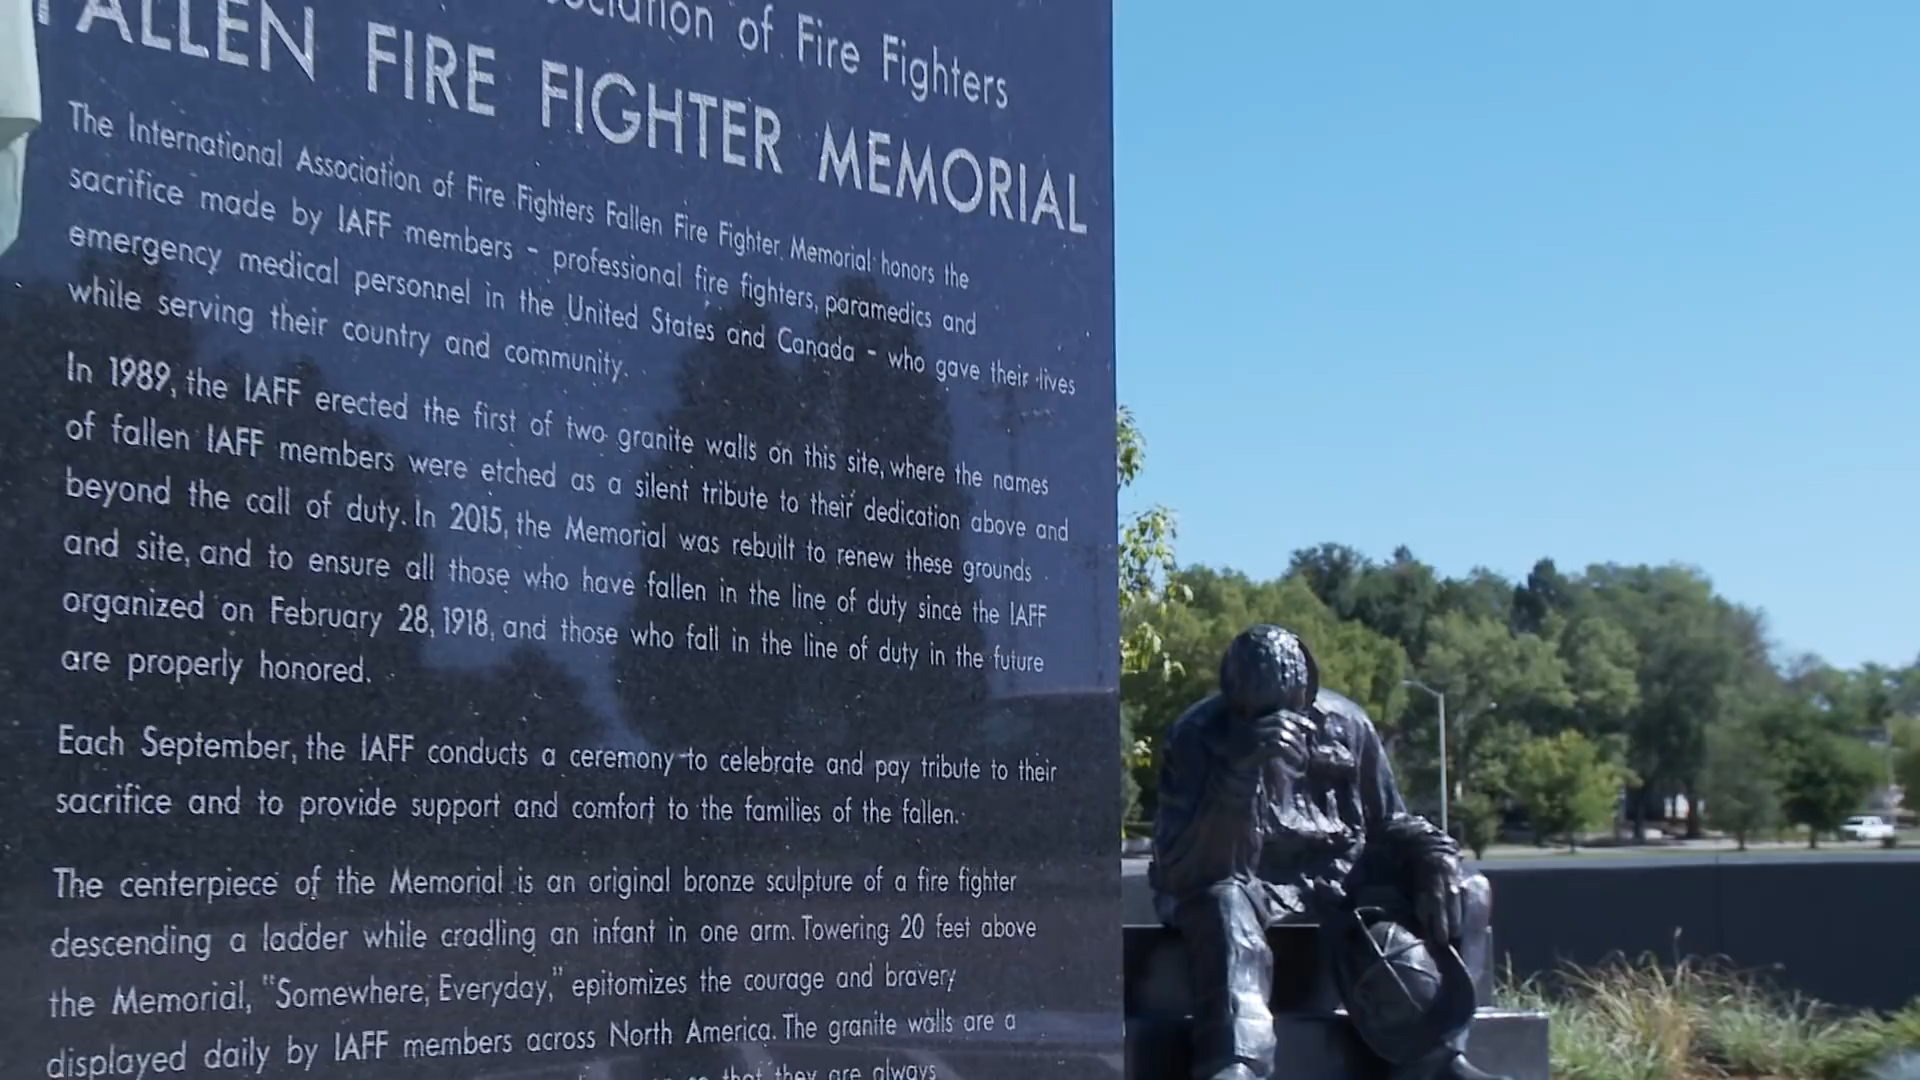 of Fire Fighters
FALLEN FIRE FIGHTER MEMORIAL
The International Association of Fire Fighters Fallen Fire Fighter Memorial honors the
sacrifice made by IAFF members - professional fire fighters, paramedics and
emergency medical personnel in the United States and Canada - who gave their lives
while serving their country and community.
In 1989, the IAFF erected the first of two granite walls on this site, where the names
of fallen IAFF members were etched as a silent tribute to their dedication above and
beyond the call of duty. In 2015, the Memorial was rebuilt to renew these grounds
and site, and to ensure all those who have fallen in the line of duty since the IAFF
organized on February 28, 1918, and those who fall in the line of duty in the future
are properly honored.
Each September, the IAFF conducts a ceremony to celebrate and pay tribute to their
sacrifice and to provide support and comfort to the families of the fallen.
The centerpiece of the Memorial is an original bronze sculpture of a fire fighter
descending a ladder while cradling an infant in one arm. Towering 20 feet above
the Memorial, "Somewhere, Everyday," epitomizes the courage and bravery
displayed daily by IAFF members across North America. The granite walls are a
that they are always